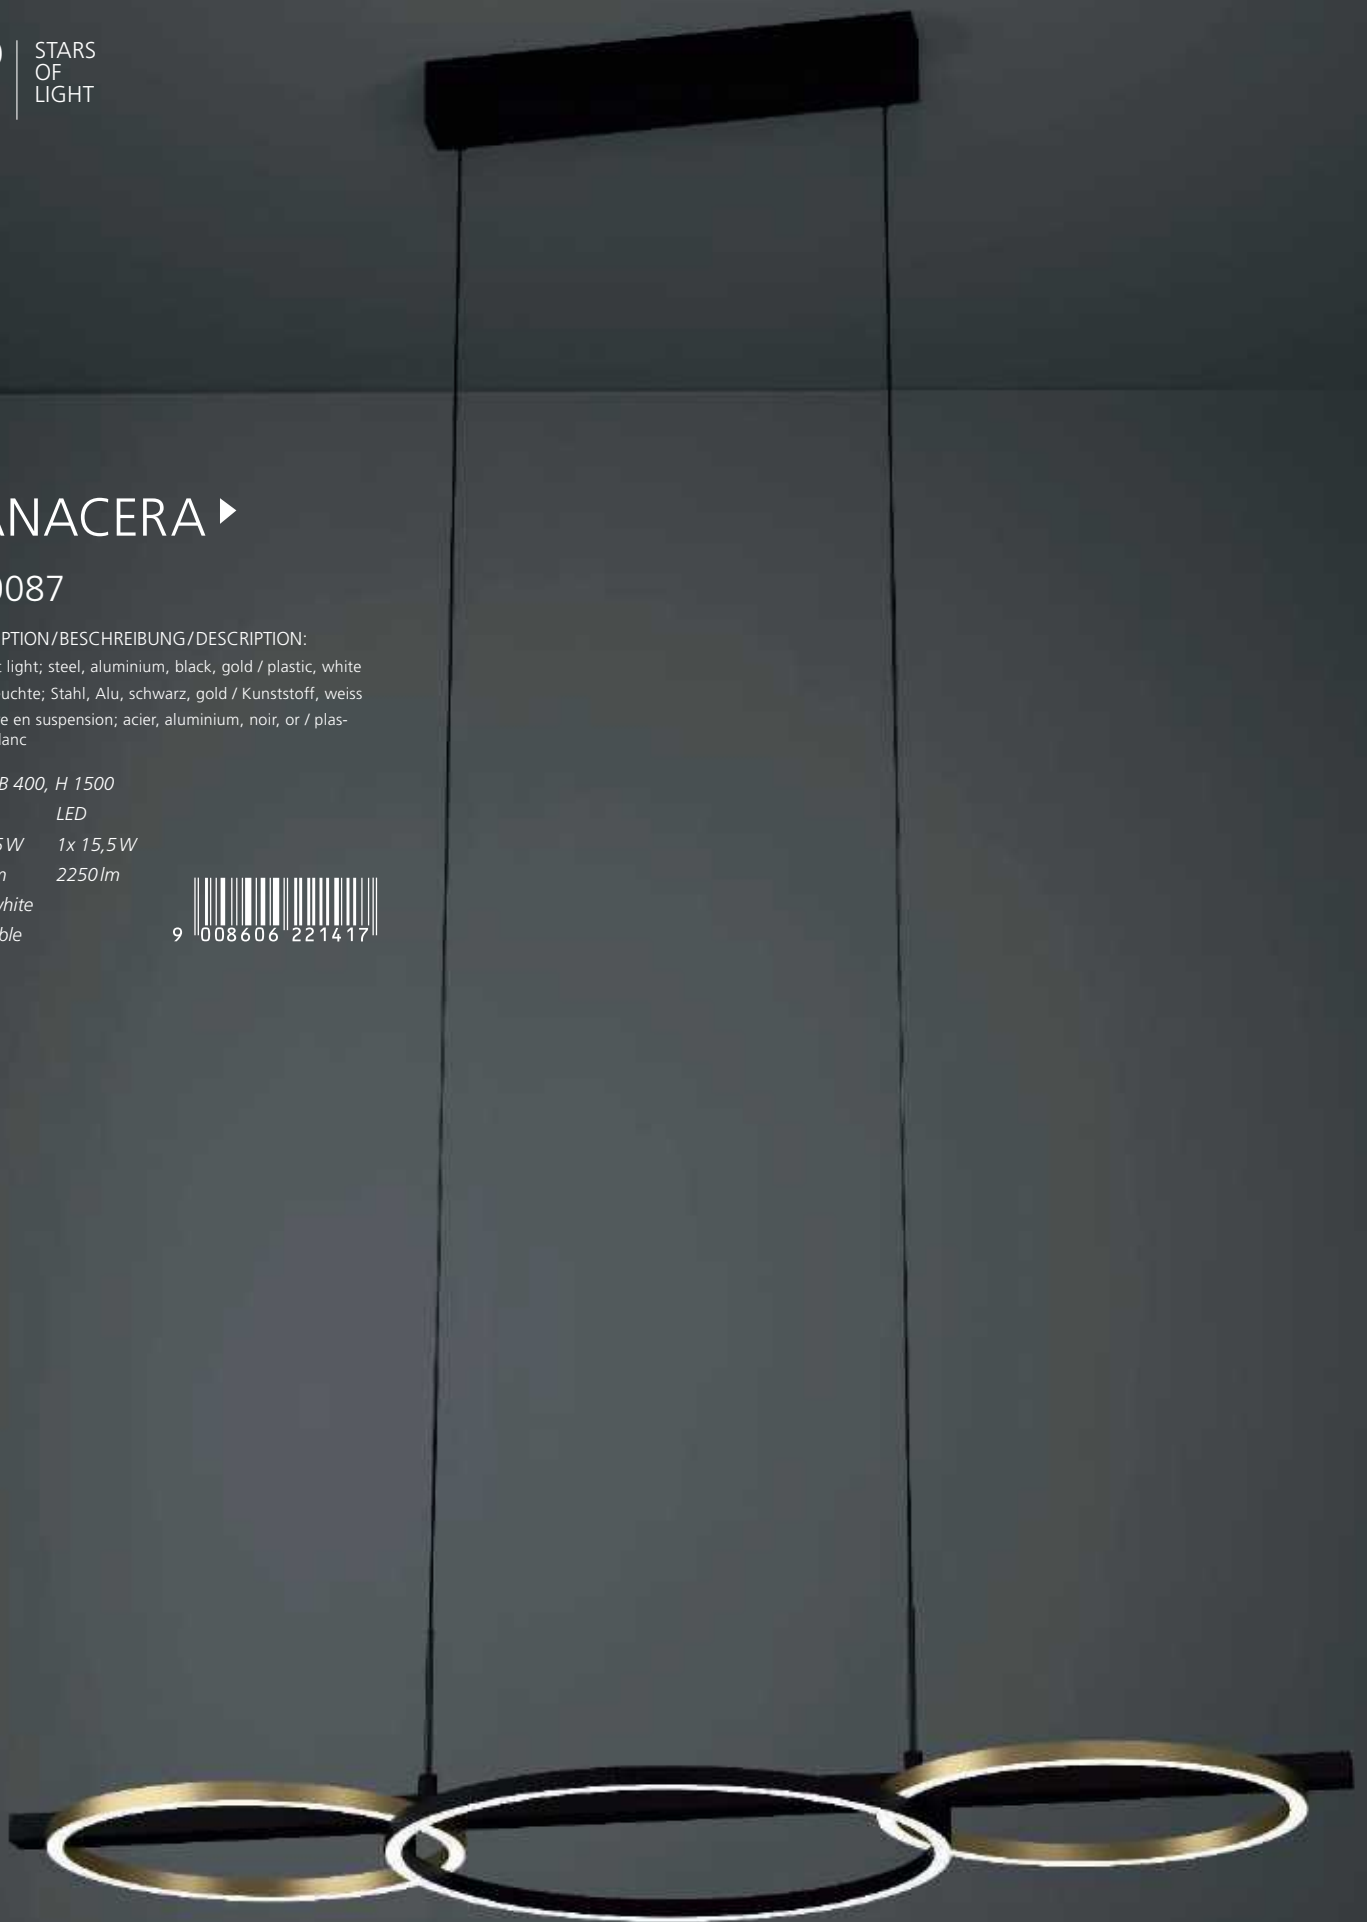 STARS
OF
LIGHT
ANACERA
0087
PTION/BESCHREIBUNG/DESCRIPTION:
light; steel, aluminium, black, gold / plastic, white
uchte; Stahl, Alu, schwarz, gold / Kunststoff, weiss
e en suspension; acier, aluminium, noir, or / plas-
lanc
B 400, H 1500
LED
5W 1x 15,5W
2250lm
white
ble
9 008606 221417